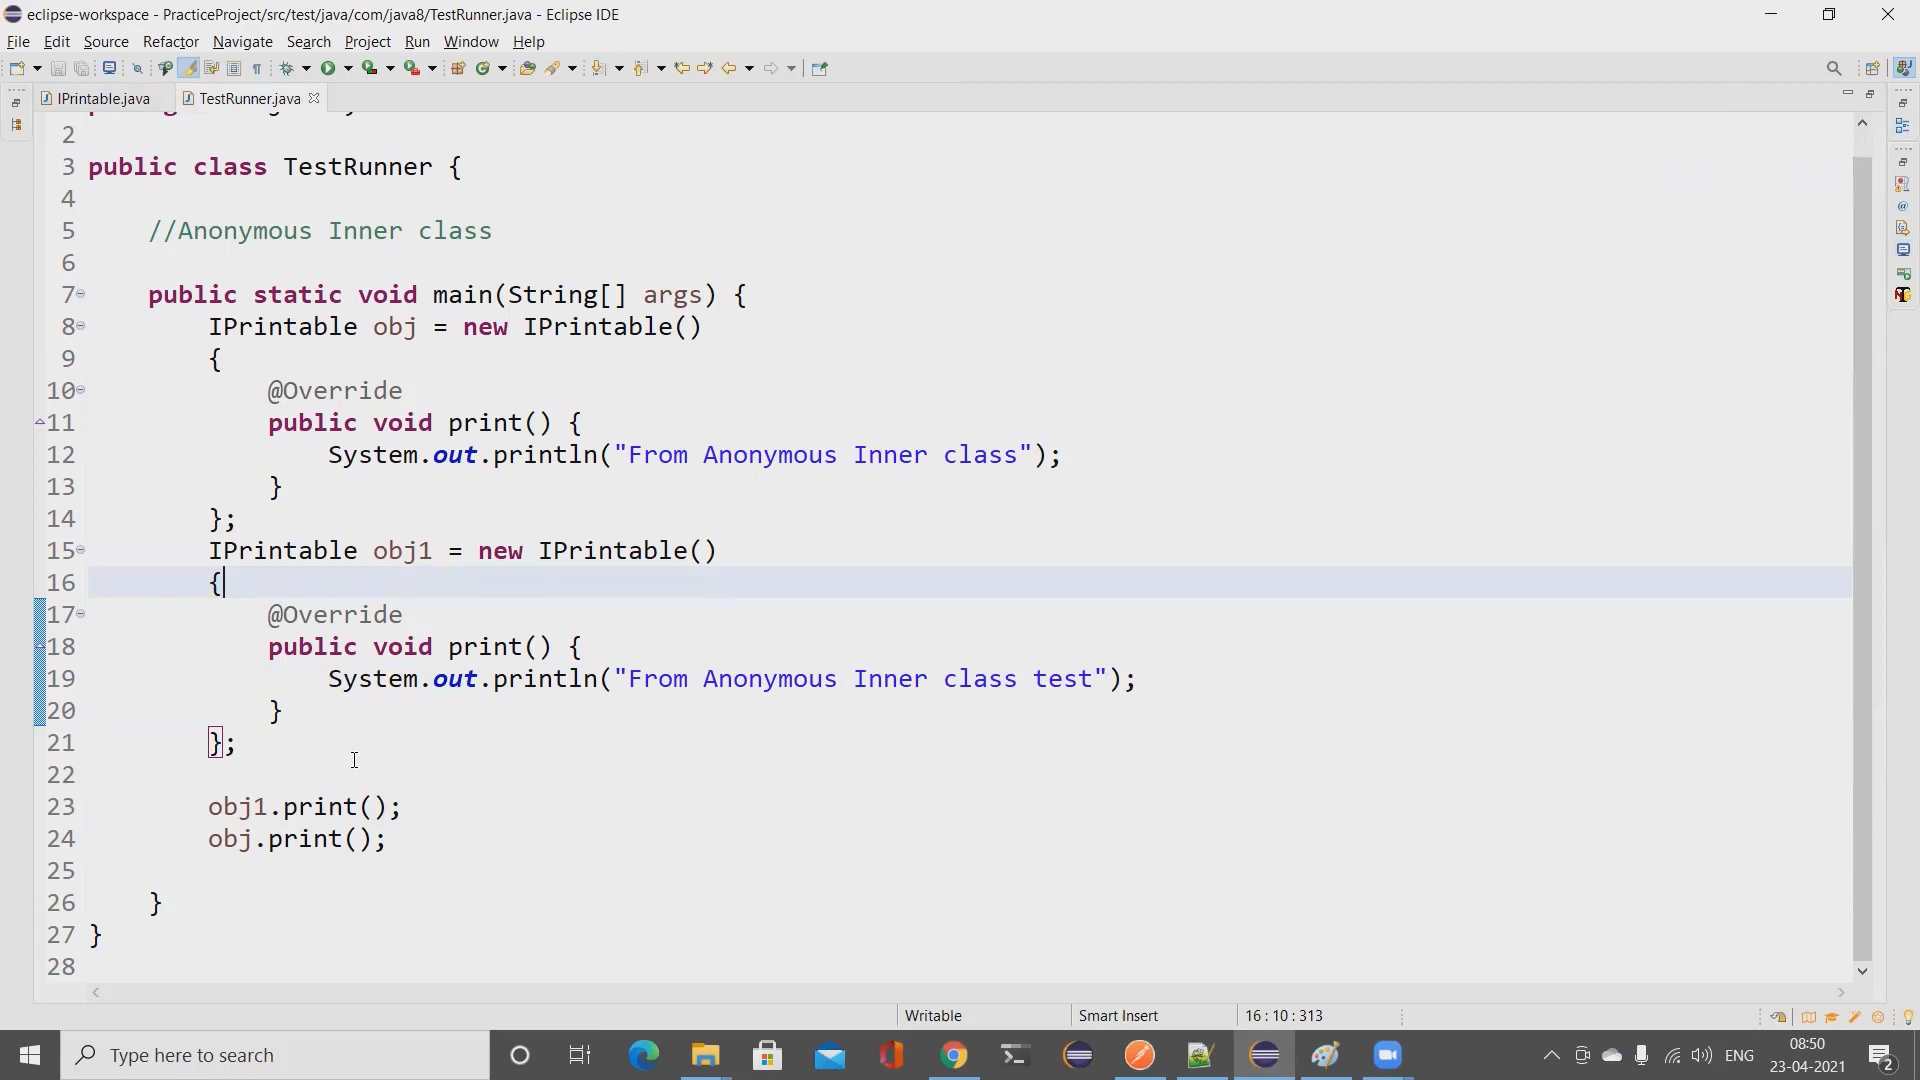 eclipse-workspace - PracticeProject/src/test/java/com/java8/TestRunner.java - Eclipse IDE
File Edit Source Refactor Navigate Search Project Run Window Help
IPrintable.java TestRunner.java
2
3 public class TestRunner {
4
5 //Anonymous Inner class
6
7 public static void main(String[] args) {
8 IPrintable obj = new IPrintable()
9 {
10 @Override
11 public void print() {
12 System.out.println("From Anonymous Inner class");
13 }
14 };
15 IPrintable obj1 = new IPrintable()
16 {
17 @Override
18 public void print() {
19 System.out.println("From Anonymous Inner class test");
20 }
21 };
22
23 obj1.print();
24 obj.print();
25
26 }
27 }
28
Writable Smart Insert 16 : 10 : 313
Type here to search
ENG
08:50
23-04-2021
2